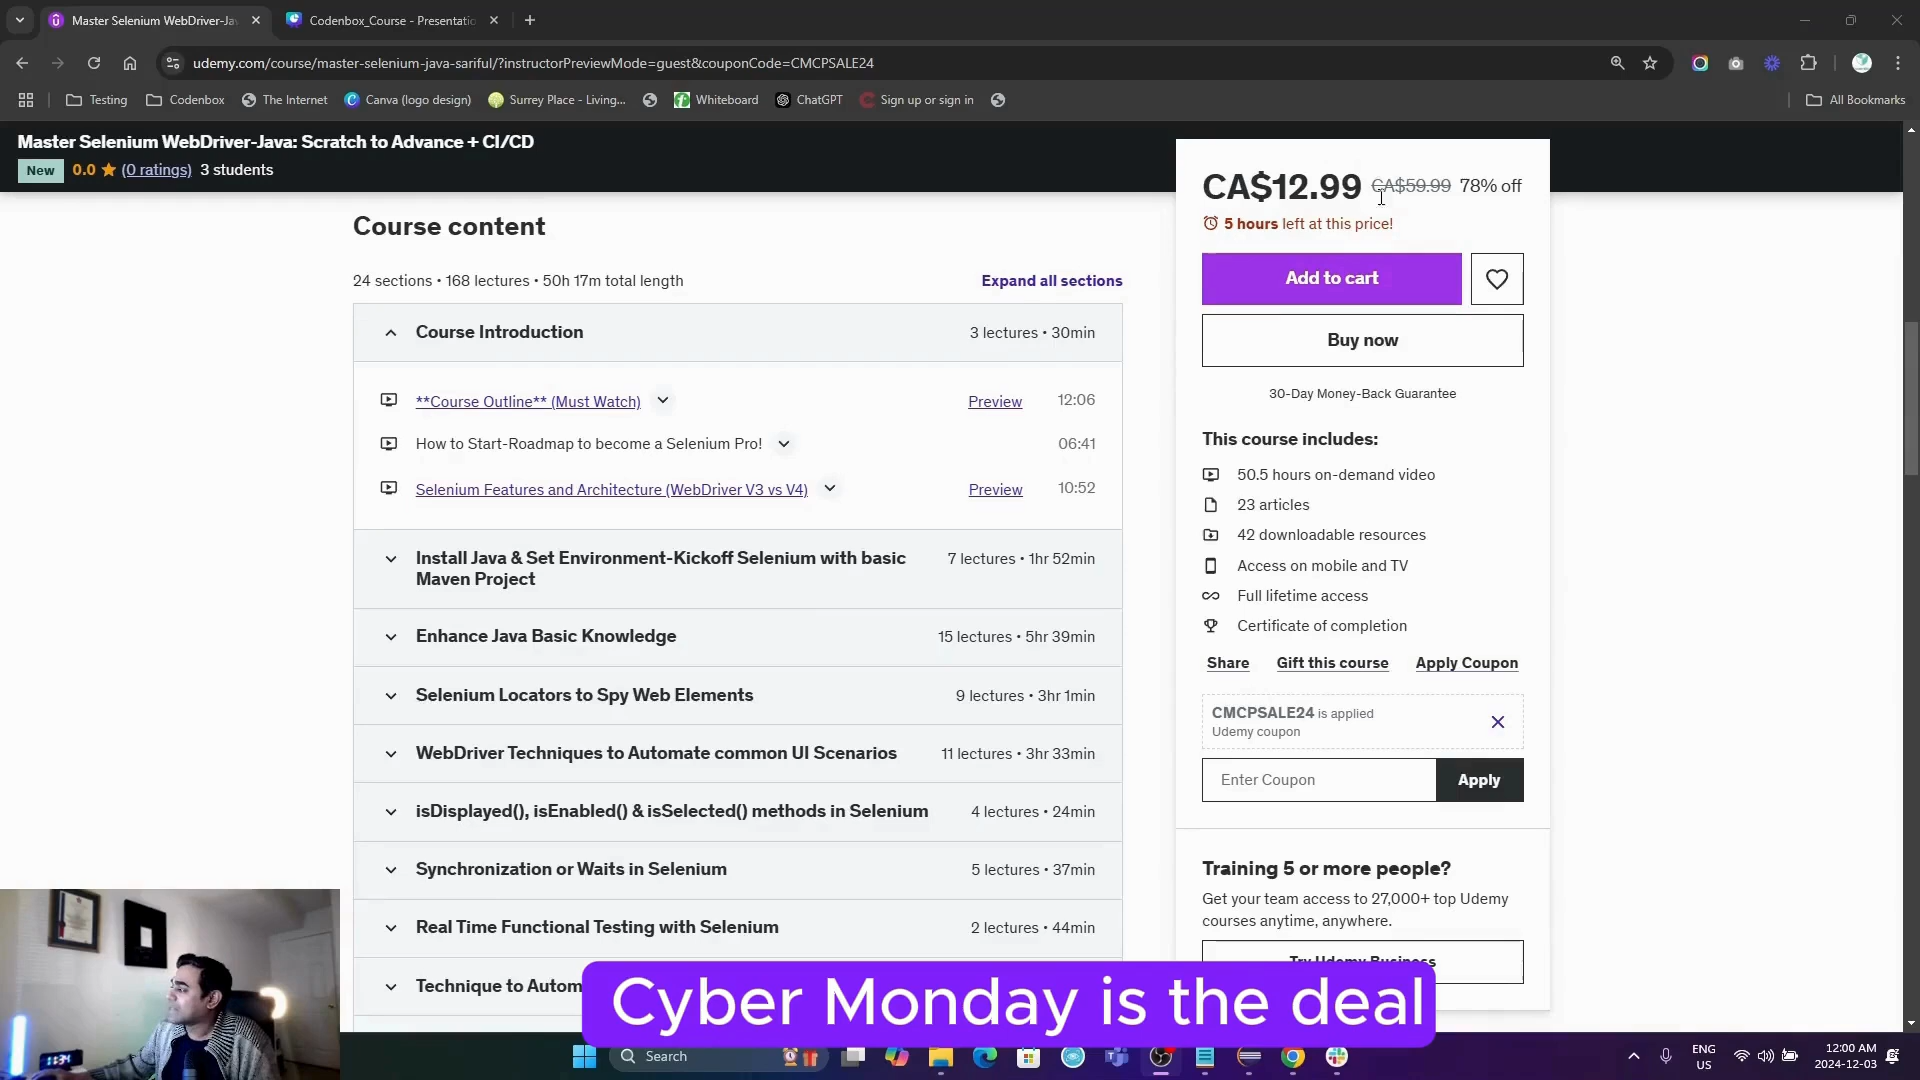 Master Selenium WebDriver-Ja
Codenbox_Course - Presentatio
udemy.com/course/master-selenium-java-sariful/?instructorPreviewMode=guest&couponCode=CMCPSALE24
Testing
Codenbox
The Internet
Canva (logo design)
Surrey Place - Living...
Whiteboard
ChatGPT
Sign up or sign in
All Bookmarks
Master Selenium WebDriver-Java: Scratch to Advance + CI/CD
New 0.0 (0 ratings) 3 students
CA$12.99 CA$59.99 78% off
5 hours left at this price!
Add to cart
Buy now
30-Day Money-Back Guarantee
This course includes:
50.5 hours on-demand video
23 articles
42 downloadable resources
Access on mobile and TV
Full lifetime access
Certificate of completion
Share Gift this course Apply Coupon
CMCPSALE24 is applied
Udemy coupon
Enter Coupon Apply
Training 5 or more people?
Get your team access to 27,000+ top Udemy
courses anytime, anywhere.
Try Udemy Business
Course content
24 sections • 168 lectures • 50h 17m total length Expand all sections
Course Introduction 3 lectures • 30min
**Course Outline** (Must Watch) Preview 12:06
How to Start-Roadmap to become a Selenium Pro! 06:41
Selenium Features and Architecture (WebDriver V3 vs V4) Preview 10:52
Install Java & Set Environment-Kickoff Selenium with basic 7 lectures • 1hr 52min
Maven Project
Enhance Java Basic Knowledge 15 lectures • 5hr 39min
Selenium Locators to Spy Web Elements 9 lectures • 3hr 1min
WebDriver Techniques to Automate common UI Scenarios 11 lectures • 3hr 33min
isDisplayed(), isEnabled() & isSelected() methods in Selenium 4 lectures • 24min
Synchronization or Waits in Selenium 5 lectures • 37min
Real Time Functional Testing with Selenium 2 lectures • 44min
Technique to Autom
Cyber Monday is the deal
11:34
Search
ENG
US
12:00 AM
2024-12-03